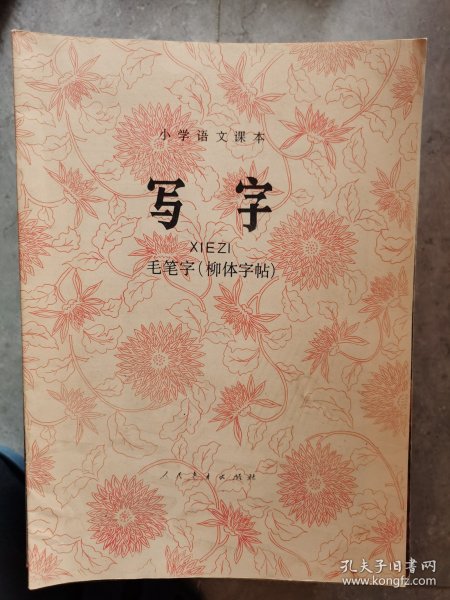 小学语文课本
写字
XIEZI
毛笔字(柳体字帖)
人民教育出版社
孔夫子旧书网
www.kongfz.com